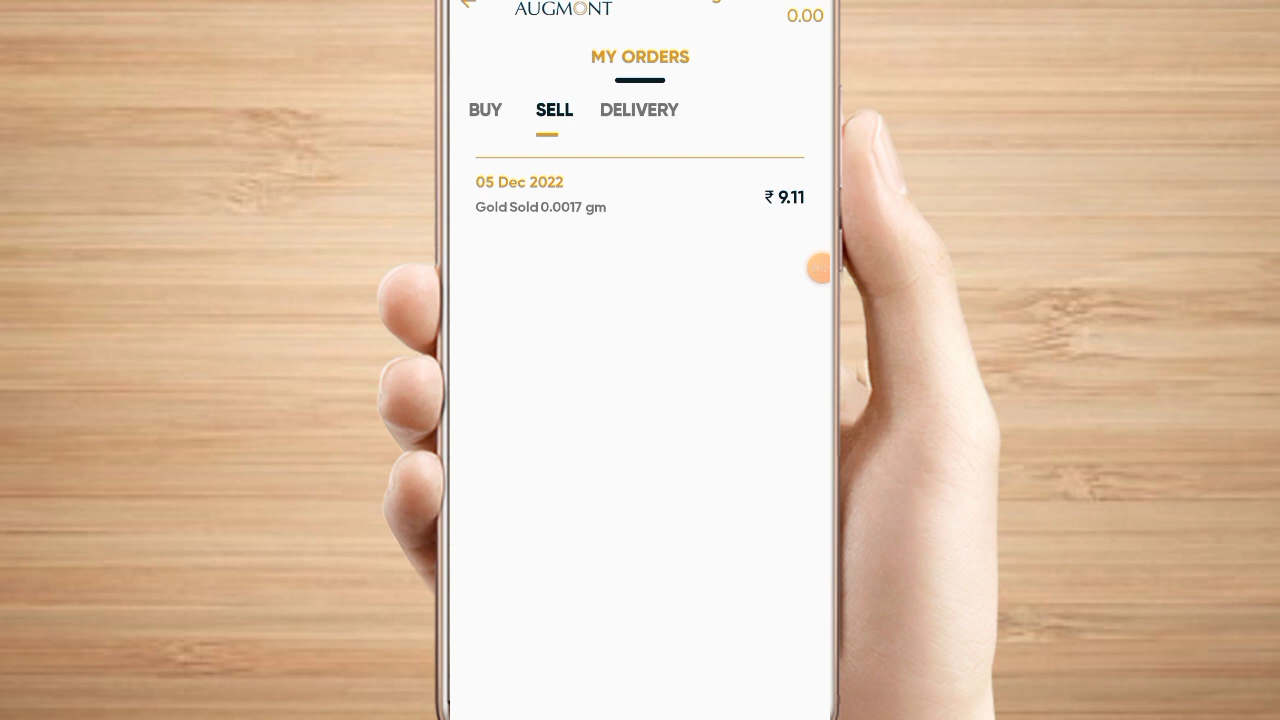 AUGMONT
0.00
MY ORDERS
BUY SELL DELIVERY
05 Dec 2022
Gold Sold 0.0017 gm
₹ 9.11